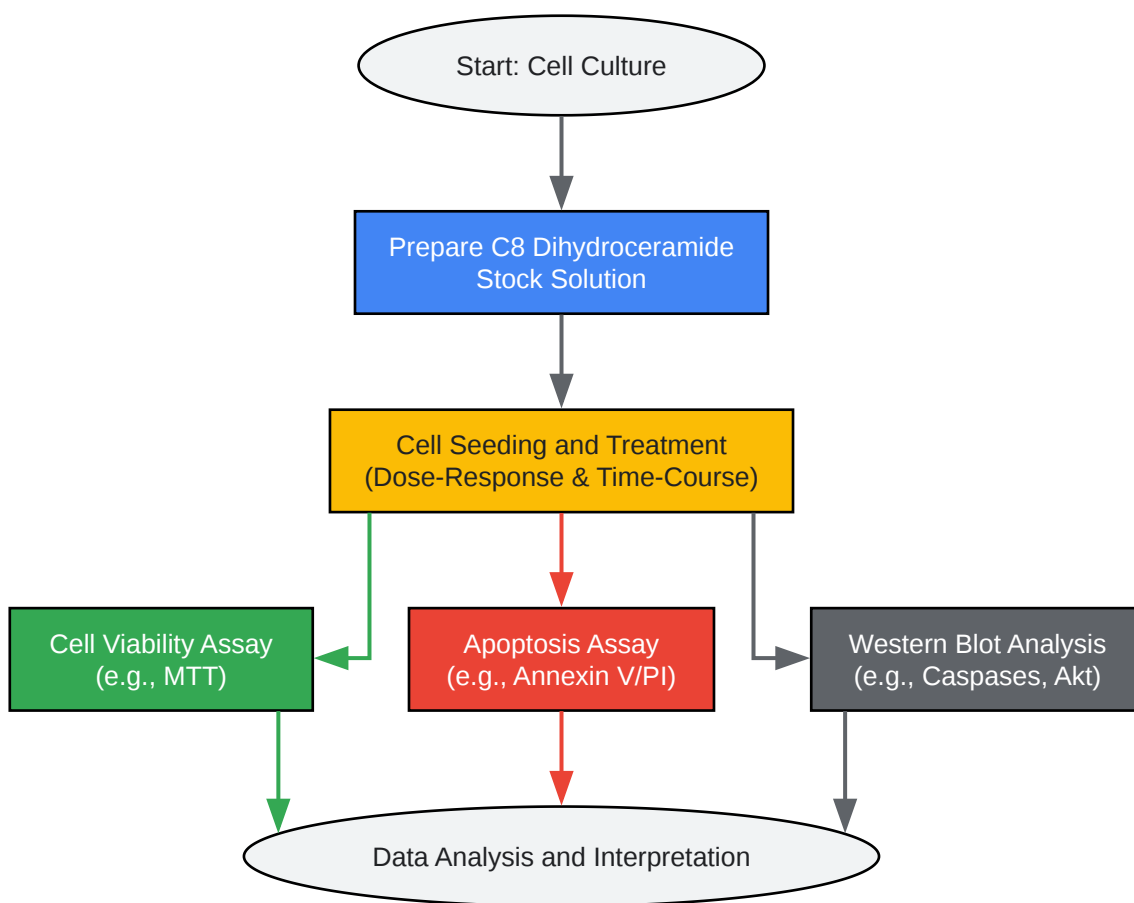 Start: Cell Culture
Prepare C8 Dihydroceramide
Stock Solution
Cell Seeding and Treatment
(Dose-Response & Time-Course)
Cell Viability Assay
(e.g., MTT)
Apoptosis Assay
(e.g., Annexin V/PI)
Western Blot Analysis
(e.g., Caspases, Akt)
Data Analysis and Interpretation